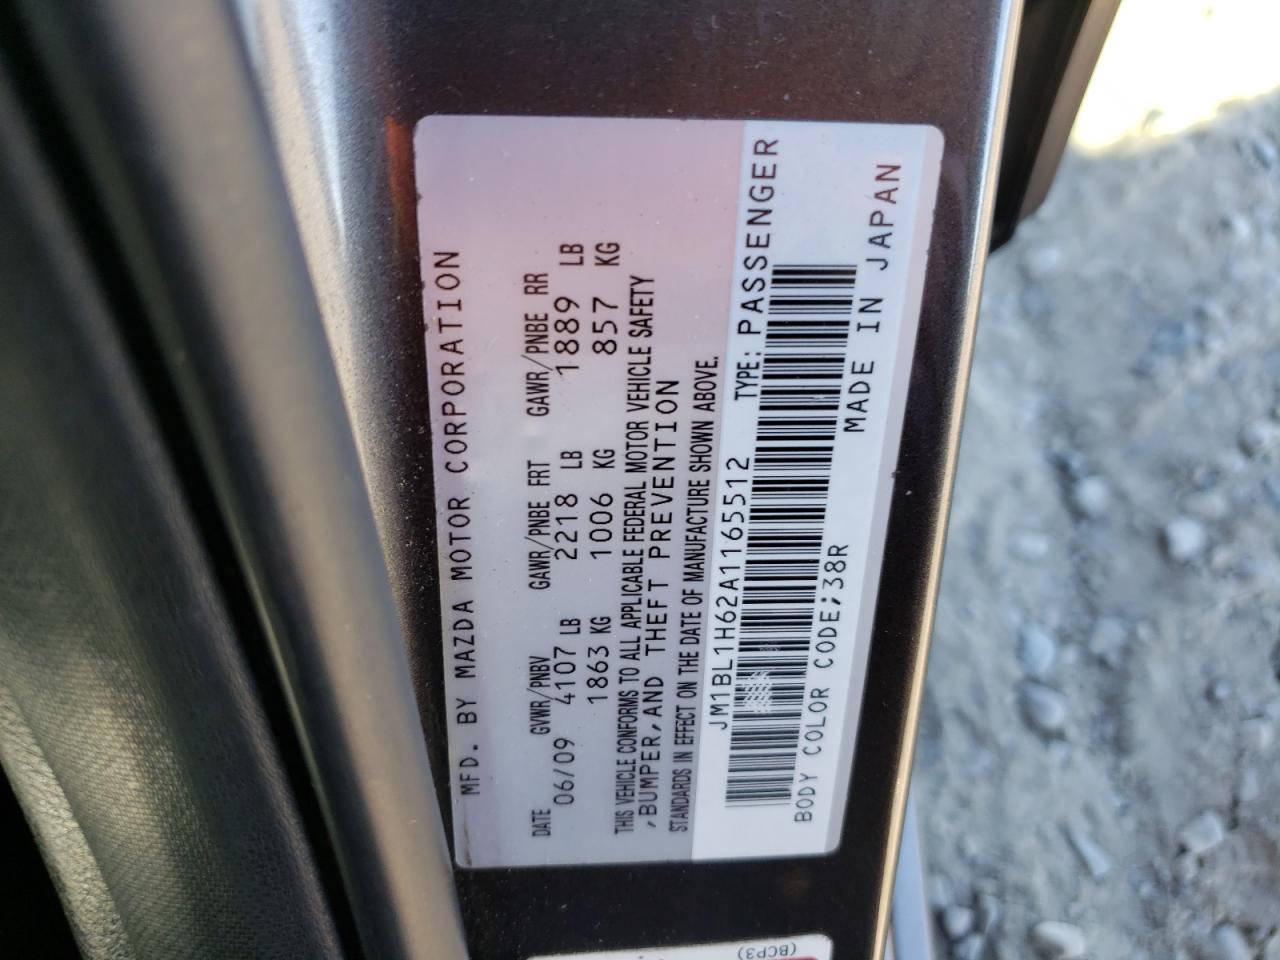 MFD. BY MAZDA MOTOR CORPORATION
DATE GVWR/PNBV GAWR/PNBE FRT GAWR/PNBE RR
06/09 4107 LB 2218 LB 1889 LB
1863 KG 1006 KG 857 KG
THIS VEHICLE CONFORMS TO ALL APPLICABLE FEDERAL MOTOR VEHICLE SAFETY
,BUMPER,AND THEFT PREVENTION
STANDARDS IN EFFECT ON THE DATE OF MANUFACTURE SHOWN ABOVE.
JM1BL1H62A1165512 TYPE: PASSENGER
BODY COLOR CODE;38R MADE IN JAPAN
(BCP3)